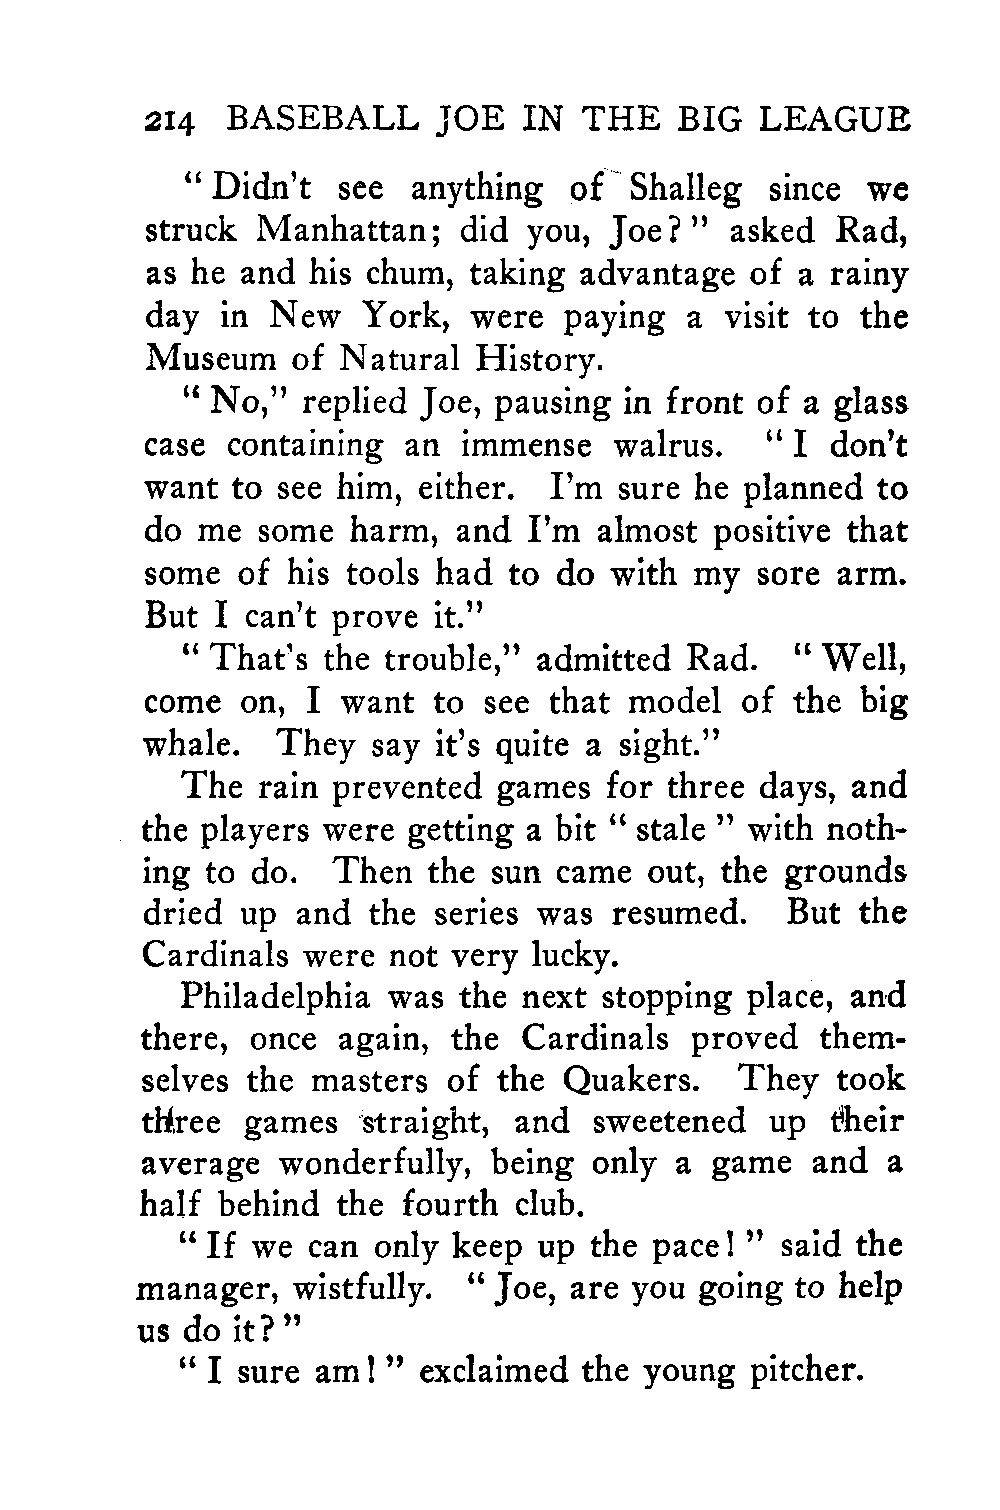 214 BASEBALL JOE IN THE BIG LEAGUE
“Didn’t see anything of Shalleg since we
struck Manhattan; did you, Joe?” asked Rad,
as he and his chum, taking advantage of a rainy
day in New York, were paying a visit to the
Museum of Natural History.
“No,” replied Joe, pausing in front of a glass
case containing an immense walrus. “I don’t
want to see him, either. I’m sure he planned to
do me some harm, and I’m almost positive that
some of his tools had to do with my sore arm.
But I can’t prove it.”
“That’s the trouble,” admitted Rad. “Well,
come on, I want to see that model of the big
whale. They say it’s quite a sight.”
The rain prevented games for three days, and
the players were getting a bit “stale” with noth-
ing to do. Then the sun came out, the grounds
dried up and the series was resumed. But the
Cardinals were not very lucky.
Philadelphia was the next stopping place, and
there, once again, the Cardinals proved them-
selves the masters of the Quakers. They took
three games straight, and sweetened up their
average wonderfully, being only a game and a
half behind the fourth club.
“If we can only keep up the pace!” said the
manager, wistfully. “Joe, are you going to help
us do it?”
“I sure am!” exclaimed the young pitcher.